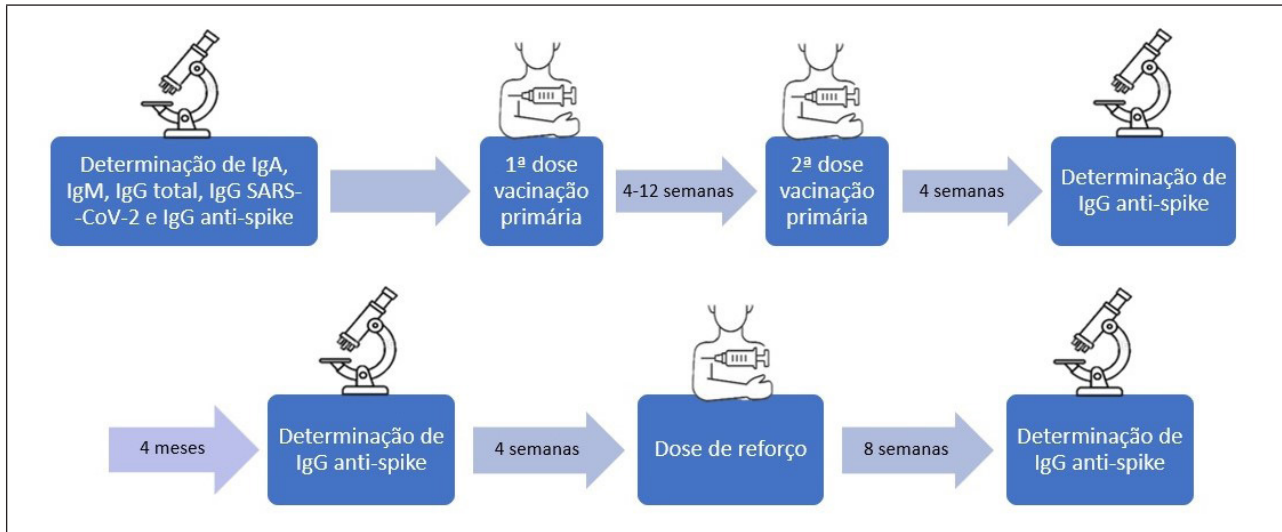 Determinação de IgA,
IgM, IgG total, IgG SARS-
-CoV-2 e IgG anti-spike
1ª dose
vacinação
primária
4-12 semanas
2ª dose
vacinação
primária
4 semanas
Determinação de
IgG anti-spike
4 meses
Determinação de
IgG anti-spike
4 semanas
Dose de reforço
8 semanas
Determinação de
IgG anti-spike